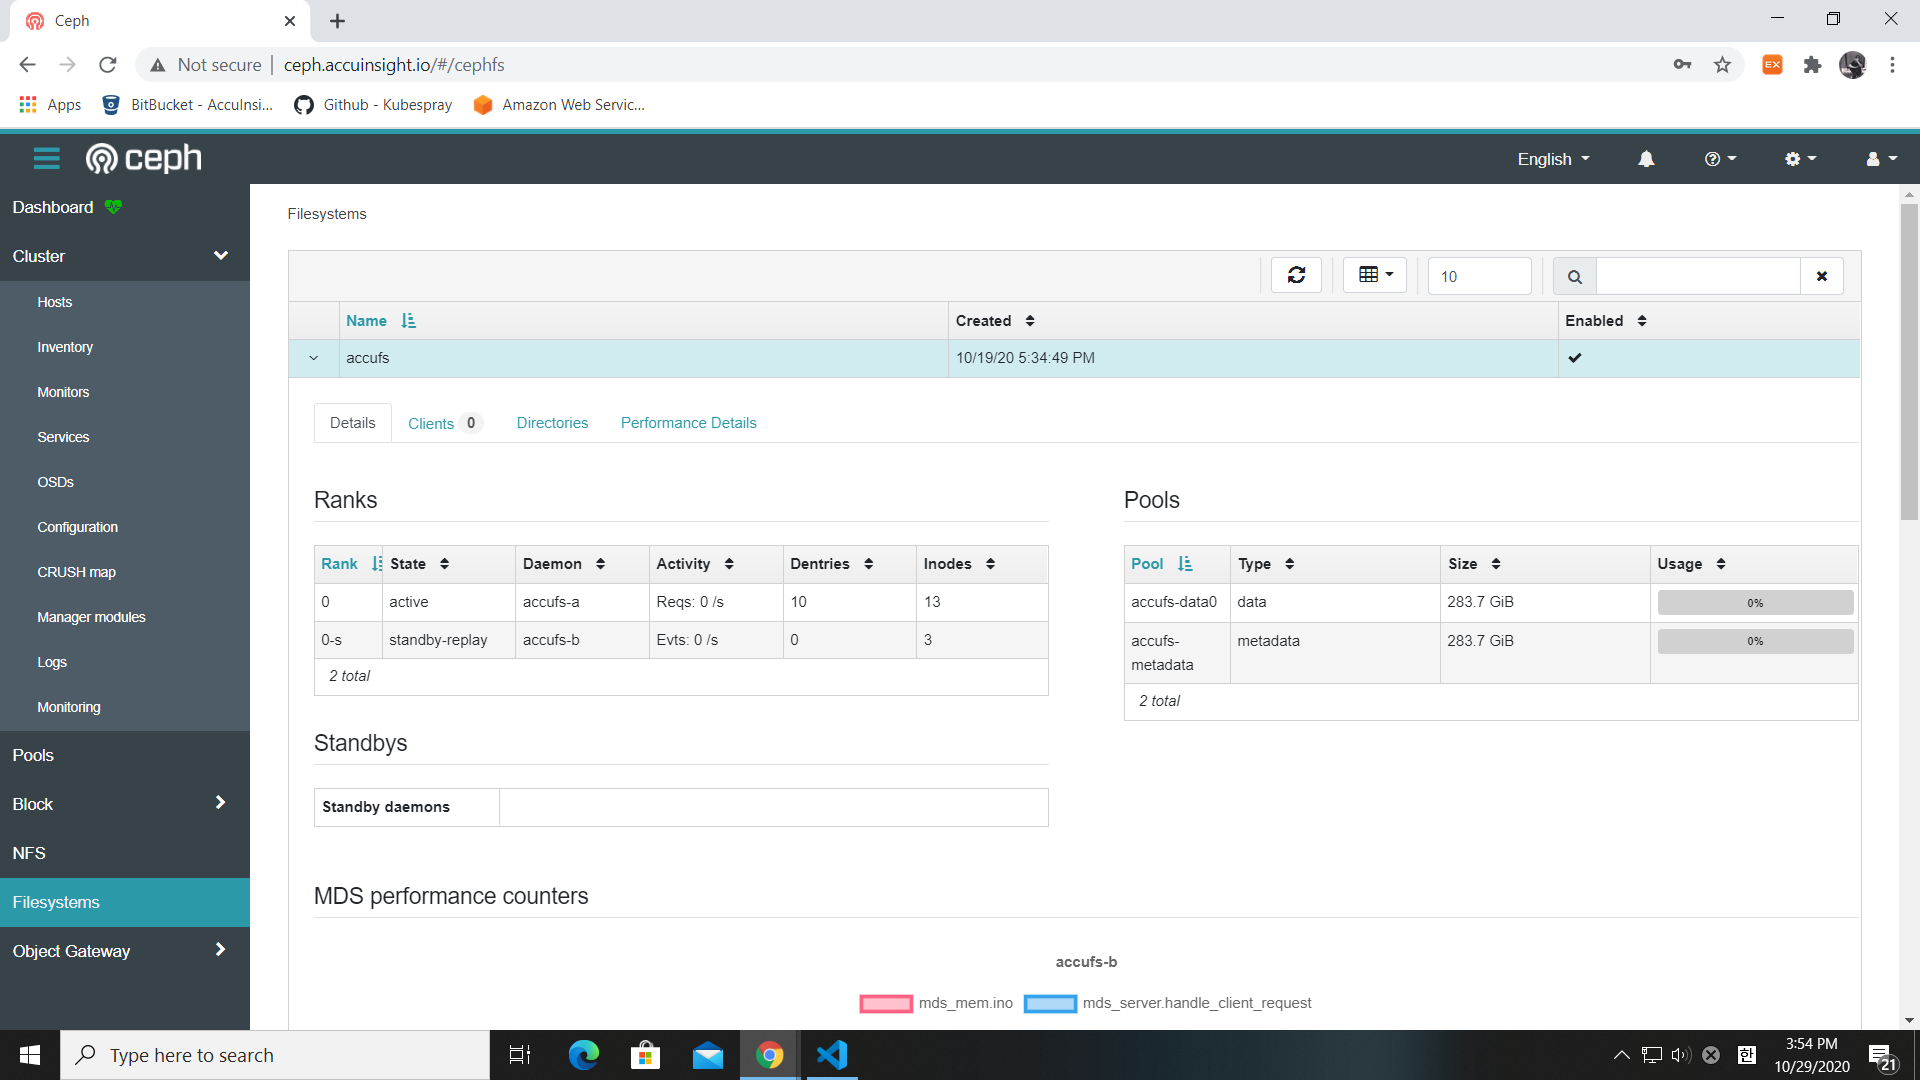 Ceph
Not secure | ceph.accuinsight.io/#/cephfs
EX
Apps BitBucket - AccuInsi... Github - Kubespray Amazon Web Servic...
ceph English
Dashboard
Cluster
Hosts
Inventory
Monitors
Services
OSDs
Configuration
CRUSH map
Manager modules
Logs
Monitoring
Pools
Block
NFS
Filesystems
Object Gateway
Filesystems
10
Name Created Enabled
accufs 10/19/20 5:34:49 PM
Details Clients 0 Directories Performance Details
Ranks
Rank State Daemon Activity Dentries Inodes
0 active accufs-a Reqs: 0 /s 10 13
0-s standby-replay accufs-b Evts: 0 /s 0 3
2 total
Pools
Pool Type Size Usage
accufs-data0 data 283.7 GiB 0%
accufs-metadata metadata 283.7 GiB 0%
2 total
Standbys
Standby daemons
MDS performance counters
accufs-b
mds_mem.ino mds_server.handle_client_request
Type here to search
한
3:54 PM
10/29/2020
21